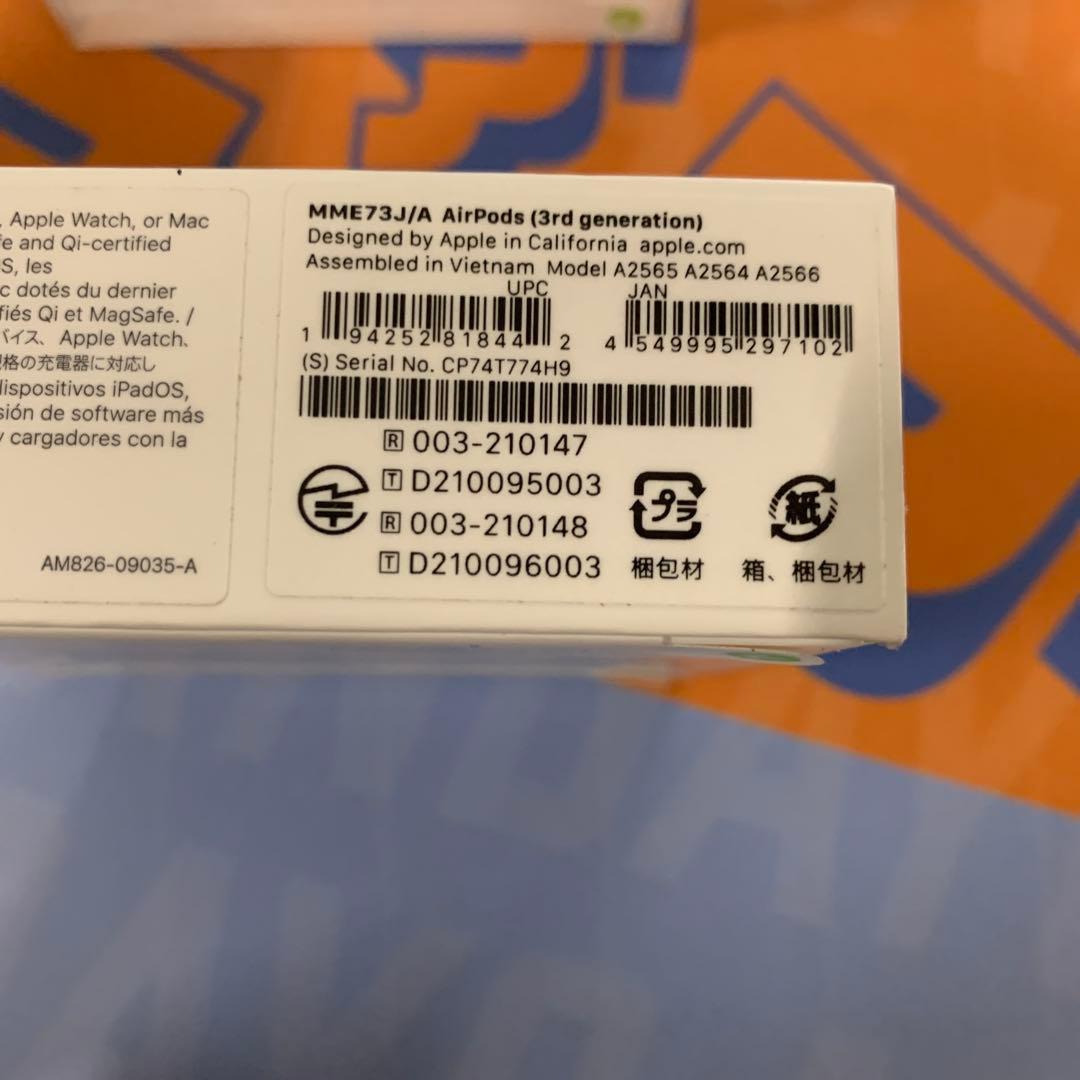 , Apple Watch, or Mac
fe and Qi-certified
S, les
c dotés du dernier
fiés Qi et MagSafe. /
バイス、Apple Watch、
規格の充電器に対応し
dispositivos iPadOS,
sión de software más
y cargadores con la
AM826-09035-A
MME73J/A AirPods (3rd generation)
Designed by Apple in California apple.com
Assembled in Vietnam Model A2565 A2564 A2566
UPC JAN
1 94252 81844 2 4 549995 297102
(S) Serial No. CP74T774H9
R 003-210147
T D210095003
R 003-210148
T D210096003
プラ
梱包材
紙
箱、梱包材